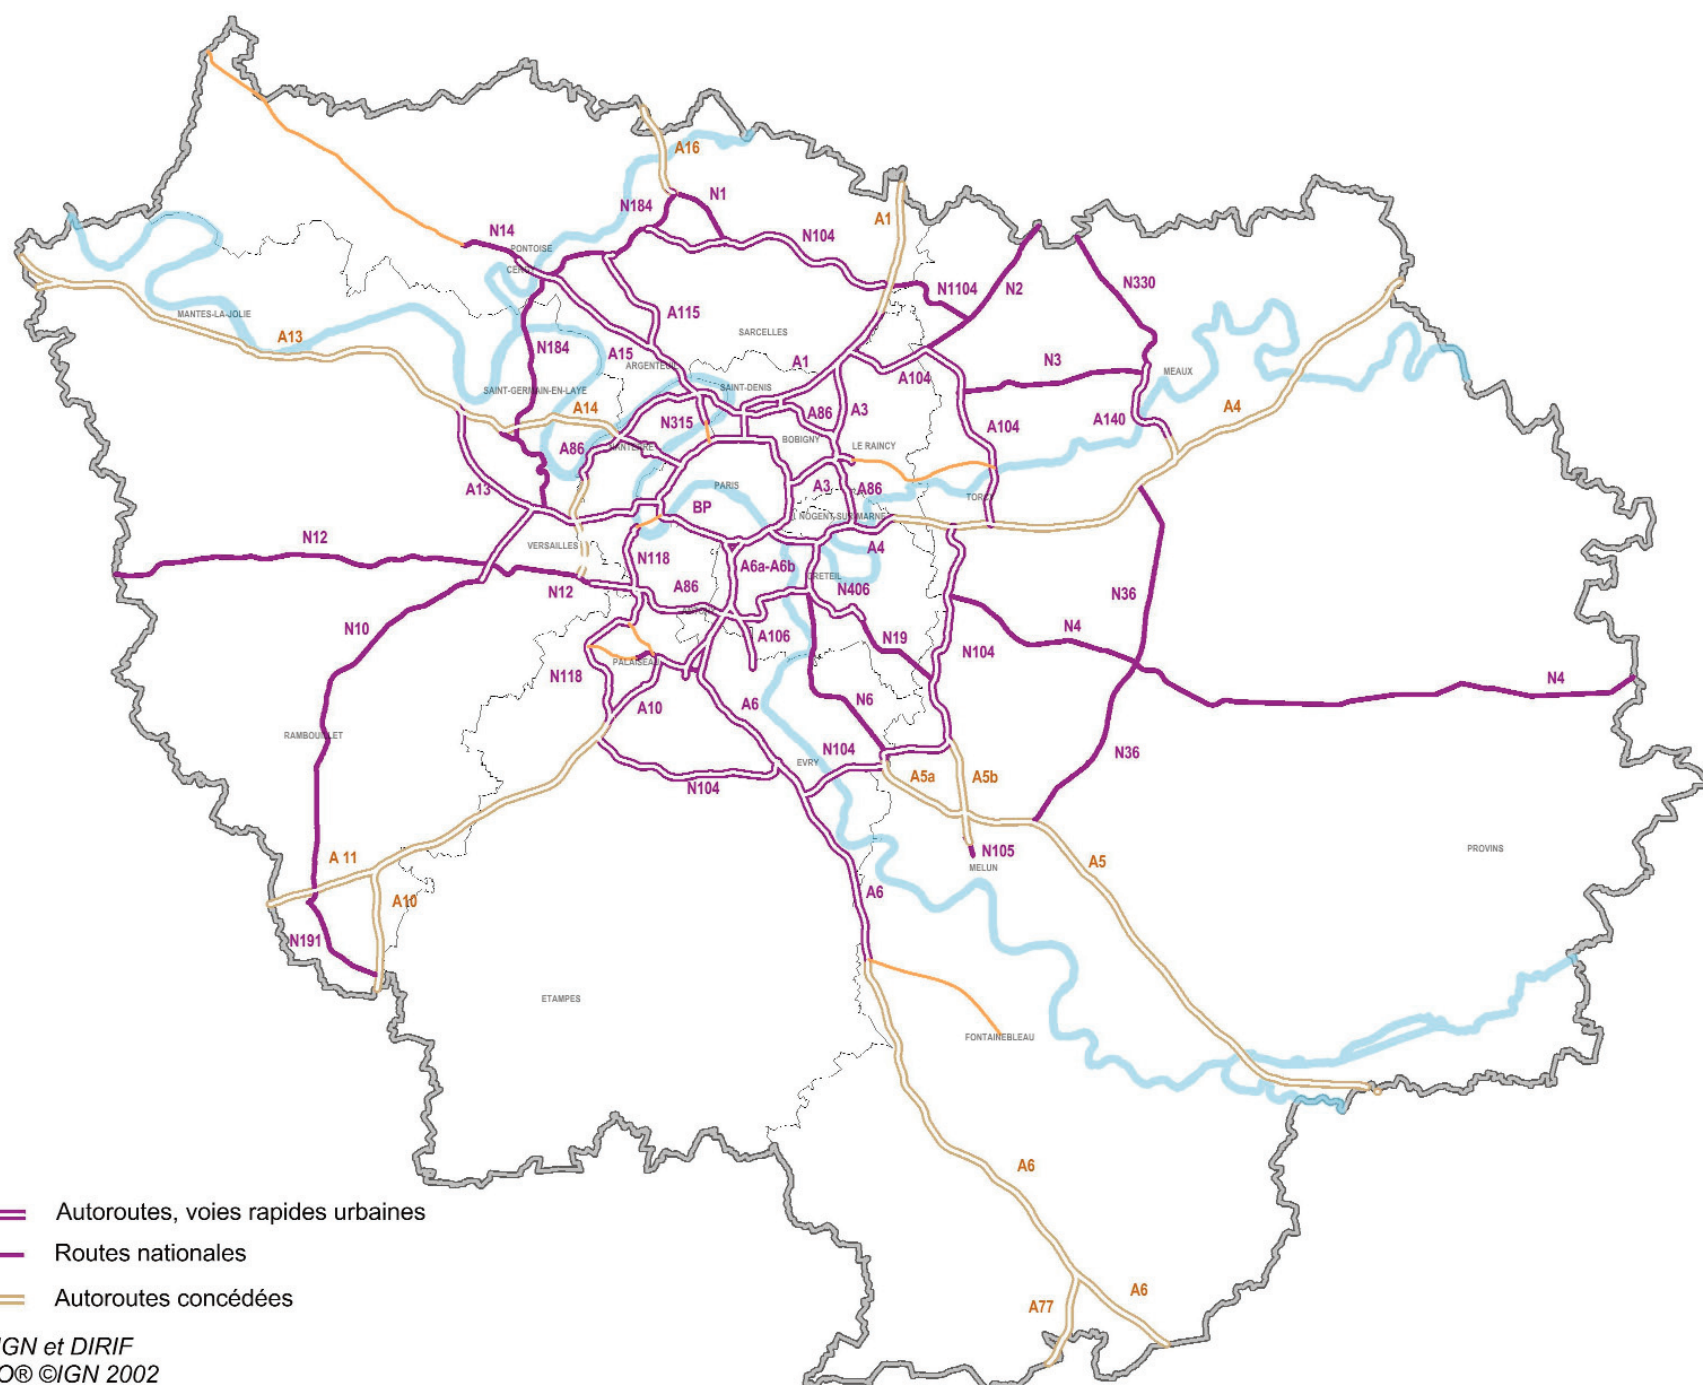 A16
N1
N184
A1
N14
N104
PONTOISE
CERGY
N1104
N2
N330
MANTES-LA-JOLIE
A115
SARCELLES
A13
N184
A15
ARGENTEUIL
A1
N3
MEAUX
A104
SAINT-GERMAIN-EN-LAYE
SAINT-DENIS
A14
N315
A86
A3
A140
A4
A104
A86
NANTERRE
BOBIGNY
LE RAINCY
A13
PARIS
A3
A86
TORCY
BP
NOGENT-SUR-MARNE
N12
VERSAILLES
A4
N118
A6a-A6b
CRETEIL
N12
A86
N406
N36
N10
A106
N19
N4
N104
PALAISEAU
N118
N4
A10
A6
N6
RAMBOUILLET
N104
N36
EVRY
A5a
A5b
N104
N105
PROVINS
A 11
A5
MELUN
A10
A6
N191
ETAMPES
FONTAINEBLEAU
A6
A77
A6
Autoroutes, voies rapides urbaines
Routes nationales
Autoroutes concédées
IGN et DIRIF
O® ©IGN 2002